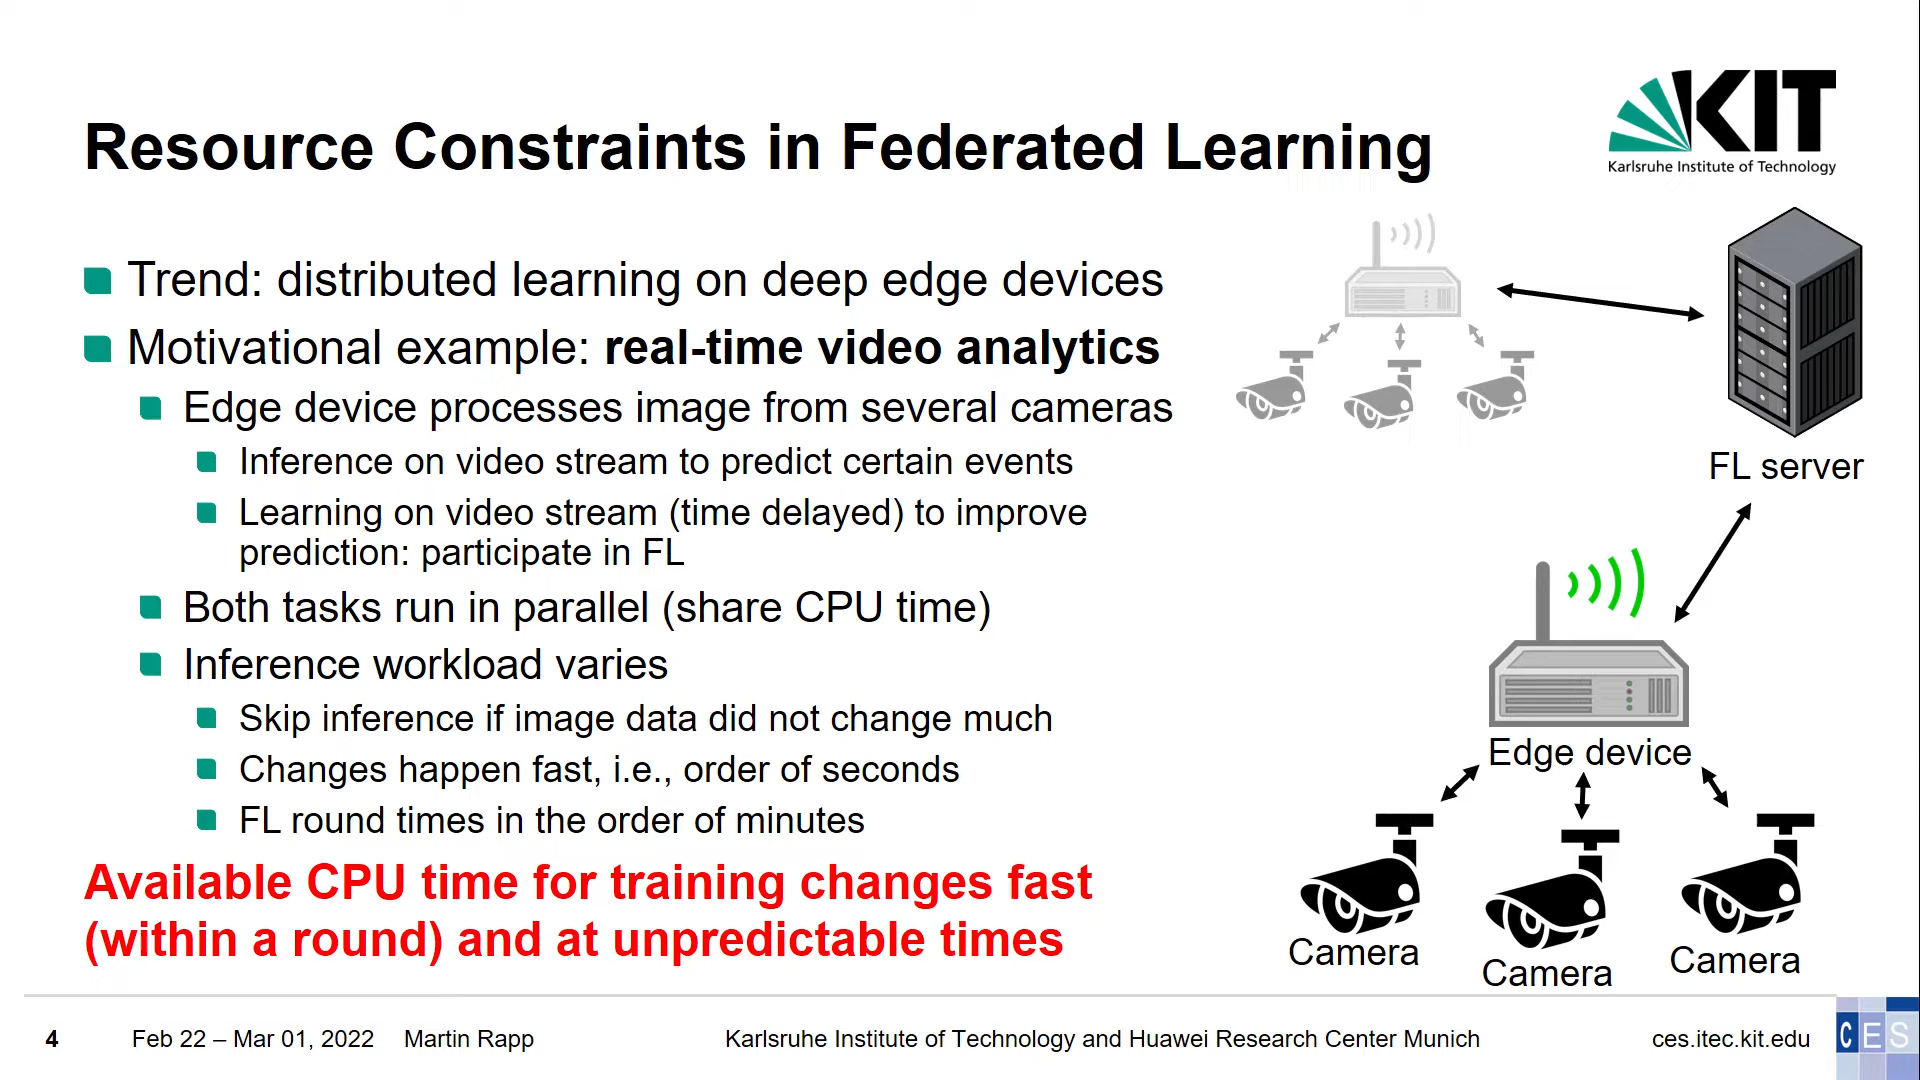 KIT
Karlsruhe Institute of Technology
Resource Constraints in Federated Learning
Trend: distributed learning on deep edge devices
Motivational example: real-time video analytics
Edge device processes image from several cameras
Inference on video stream to predict certain events
Learning on video stream (time delayed) to improve
prediction: participate in FL
Both tasks run in parallel (share CPU time)
Inference workload varies
Skip inference if image data did not change much
Changes happen fast, i.e., order of seconds
FL round times in the order of minutes
Available CPU time for training changes fast
(within a round) and at unpredictable times
FL server
Edge device
Camera
Camera
Camera
4 Feb 22 – Mar 01, 2022 Martin Rapp Karlsruhe Institute of Technology and Huawei Research Center Munich ces.itec.kit.edu
CES